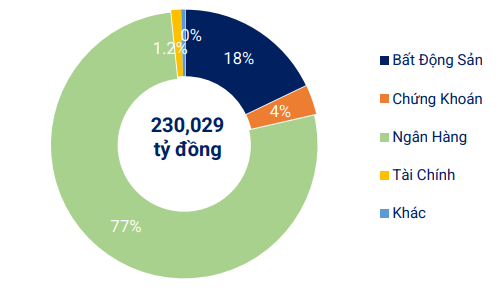 0%
1.2%
18%
4%
230,029
tỷ đồng
77%
Bất Động Sản
Chứng Khoán
Ngân Hàng
Tài Chính
Khác